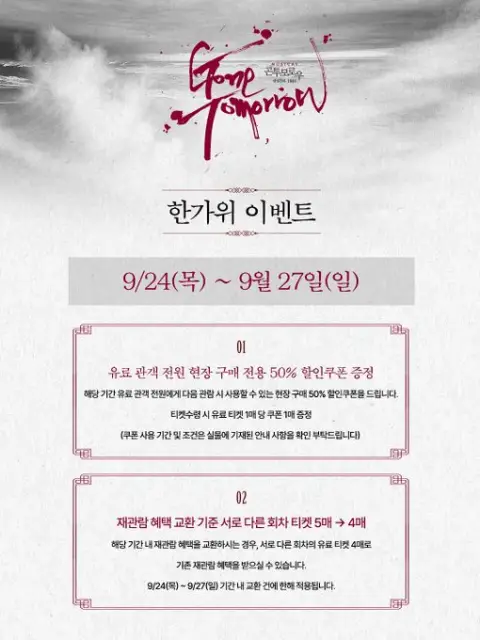 Gone
Tomorrow
MUSICAL
곤투모로우
한가위 이벤트
9/24(목) ~ 9월 27일(일)
01
유료 관객 전원 현장 구매 전용 50% 할인쿠폰 증정
해당 기간 유료 관객 전원에게 다음 관람 시 사용할 수 있는 현장 구매 50% 할인쿠폰을 드립니다.
티켓수령 시 유료 티켓 1매 당 쿠폰 1매 증정
(쿠폰 사용 기간 및 조건은 실물에 기재된 안내 사항을 확인 부탁드립니다)
02
재관람 혜택 교환 기준 서로 다른 회차 티켓 5매 → 4매
해당 기간 내 재관람 혜택을 교환하시는 경우, 서로 다른 회차의 유료 티켓 4매로
기존 재관람 혜택을 받으실 수 있습니다.
9/24(목) ~ 9/27(일) 기간 내 교환 건에 한해 적용됩니다.